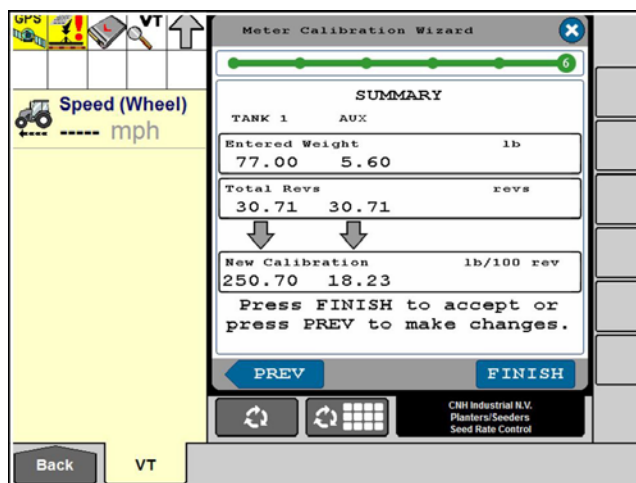 GPS
VT
L
Speed (Wheel)
----- mph
Meter Calibration Wizard
6
SUMMARY
TANK 1 AUX
Entered Weight lb
77.00 5.60
Total Revs revs
30.71 30.71
New Calibration lb/100 rev
250.70 18.23
Press FINISH to accept or
press PREV to make changes.
PREV FINISH
CNH Industrial N.V.
Planters/Seeders
Seed Rate Control
Back VT